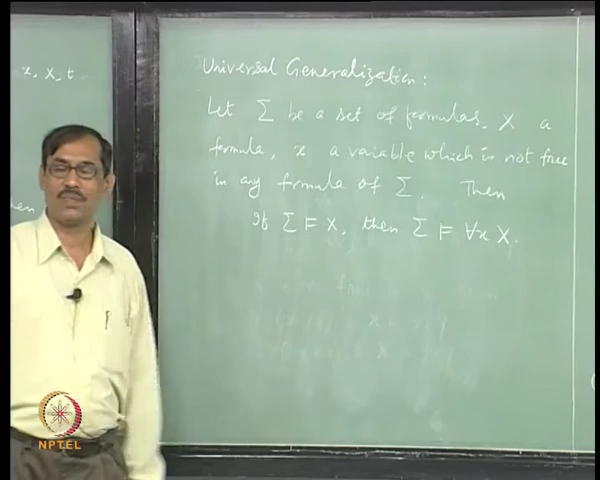 x, X, t
Universal Generalization:
Let Σ be a set of formulas. X a
formula, x a variable which is not free
in any formula of Σ. Then
If Σ ⊨ X, then Σ ⊨ ∀x X.
NPTEL